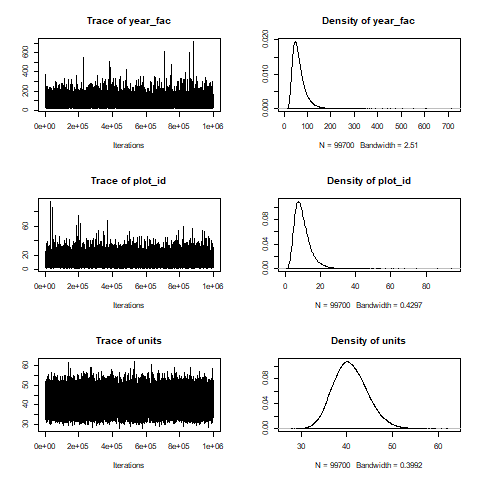 Trace of year_fac
0 200 400 600
0e+00 2e+05 4e+05 6e+05 8e+05 1e+06
Iterations
Density of year_fac
0.000 0.010 0.020
0 100 200 300 400 500 600 700
N = 99700 Bandwidth = 2.51
Trace of plot_id
0 20 60
0e+00 2e+05 4e+05 6e+05 8e+05 1e+06
Iterations
Density of plot_id
0.00 0.04 0.08
0 20 40 60 80
N = 99700 Bandwidth = 0.4297
Trace of units
30 40 50 60
0e+00 2e+05 4e+05 6e+05 8e+05 1e+06
Iterations
Density of units
0.00 0.04 0.08
30 40 50 60
N = 99700 Bandwidth = 0.3992